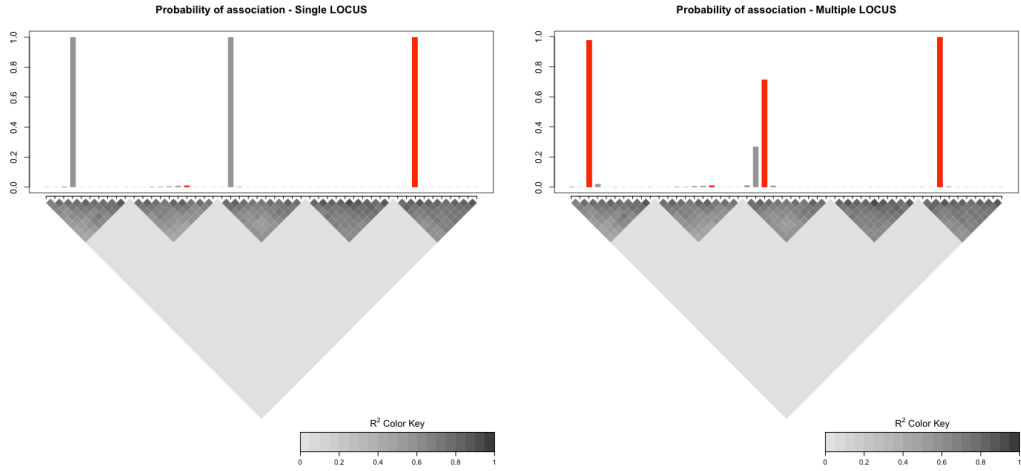 Probability of association - Single LOCUS
1.0
0.8
0.6
0.4
0.2
0.0
R² Color Key
0 0.2 0.4 0.6 0.8 1
Probability of association - Multiple LOCUS
1.0
0.8
0.6
0.4
0.2
0.0
R² Color Key
0 0.2 0.4 0.6 0.8 1